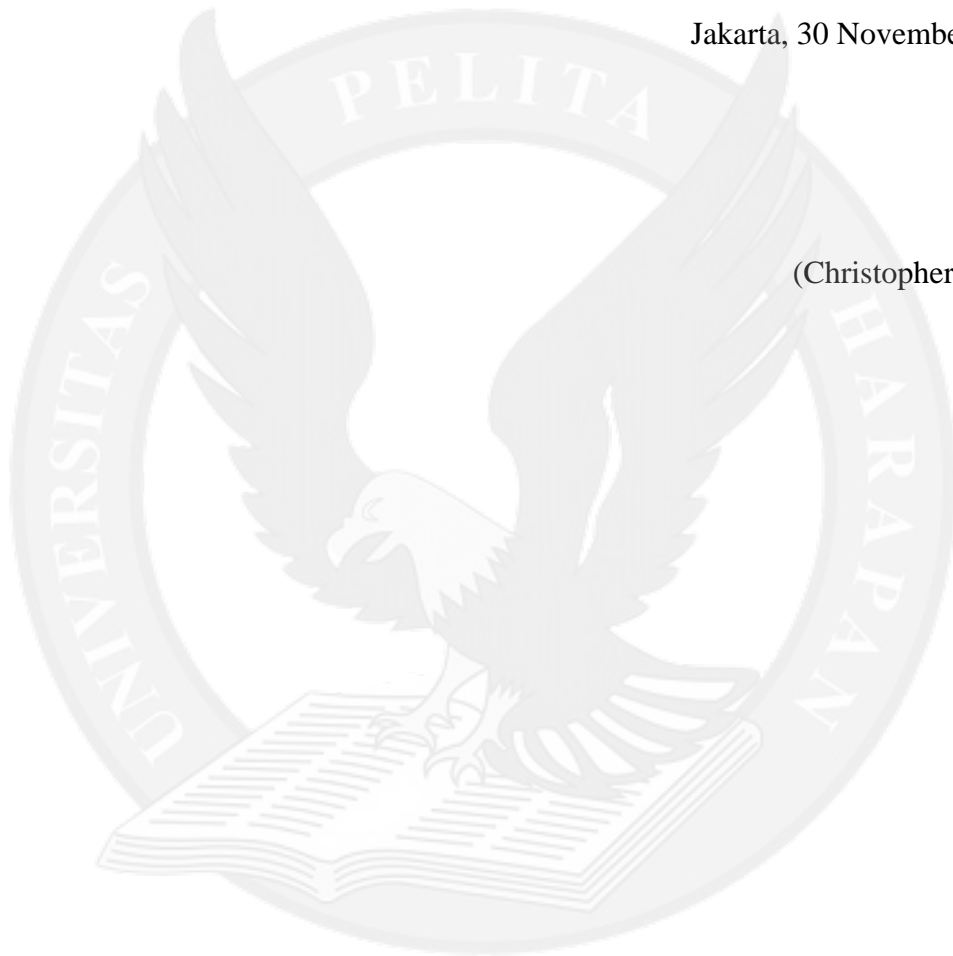 Jakarta, 30 Novembe
(Christopher
PELITA
UNIVERSITAS
HARAPAN